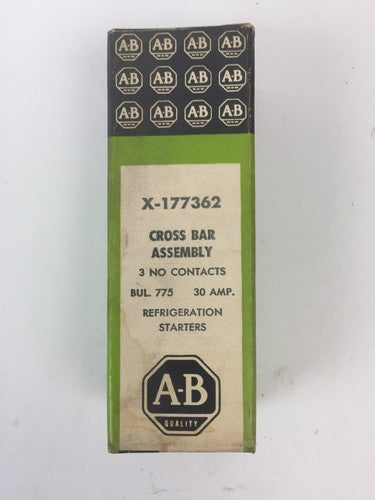 A-B A-B A-B A-B
A-B A-B A-B A-B
A-B A-B A-B A-B
X-177362
CROSS BAR
ASSEMBLY
3 NO CONTACTS
BUL. 775 30 AMP.
REFRIGERATION
STARTERS
A-B
QUALITY